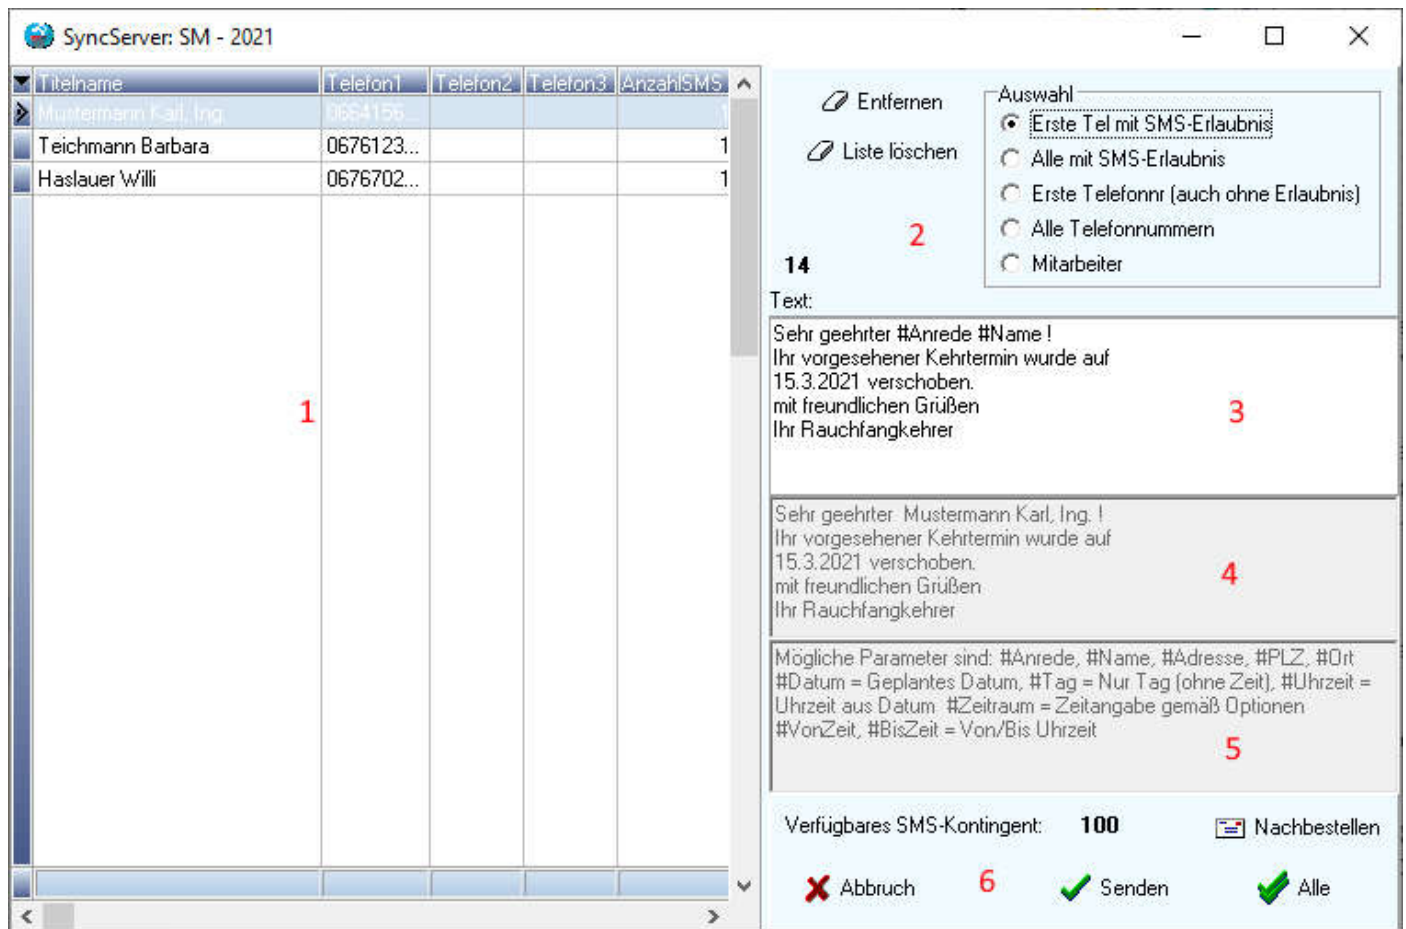 SyncServer: SM - 2021
Titelname Telefon1 Telefon2 Telefon3 AnzahlSMS
Mustermann Karl, Ing. 0664156... 1
Teichmann Barbara 0676123... 1
Haslauer Willi 0676702... 1
1
Entfernen
Liste löschen
2
14
Auswahl
Erste Tel mit SMS-Erlaubnis
Alle mit SMS-Erlaubnis
Erste Telefonnr (auch ohne Erlaubnis)
Alle Telefonnummern
Mitarbeiter
Text:
Sehr geehrter #Anrede #Name !
Ihr vorgesehener Kehrtermin wurde auf
15.3.2021 verschoben.
mit freundlichen Grüßen
Ihr Rauchfangkehrer
3
Sehr geehrter  Mustermann Karl, Ing. !
Ihr vorgesehener Kehrtermin wurde auf
15.3.2021 verschoben.
mit freundlichen Grüßen
Ihr Rauchfangkehrer
4
Mögliche Parameter sind: #Anrede, #Name, #Adresse, #PLZ, #Ort
#Datum = Geplantes Datum, #Tag = Nur Tag (ohne Zeit), #Uhrzeit =
Uhrzeit aus Datum  #Zeitraum = Zeitangabe gemäß Optionen
#VonZeit, #BisZeit = Von/Bis Uhrzeit
5
Verfügbares SMS-Kontingent: 100 Nachbestellen
Abbruch 6 Senden Alle